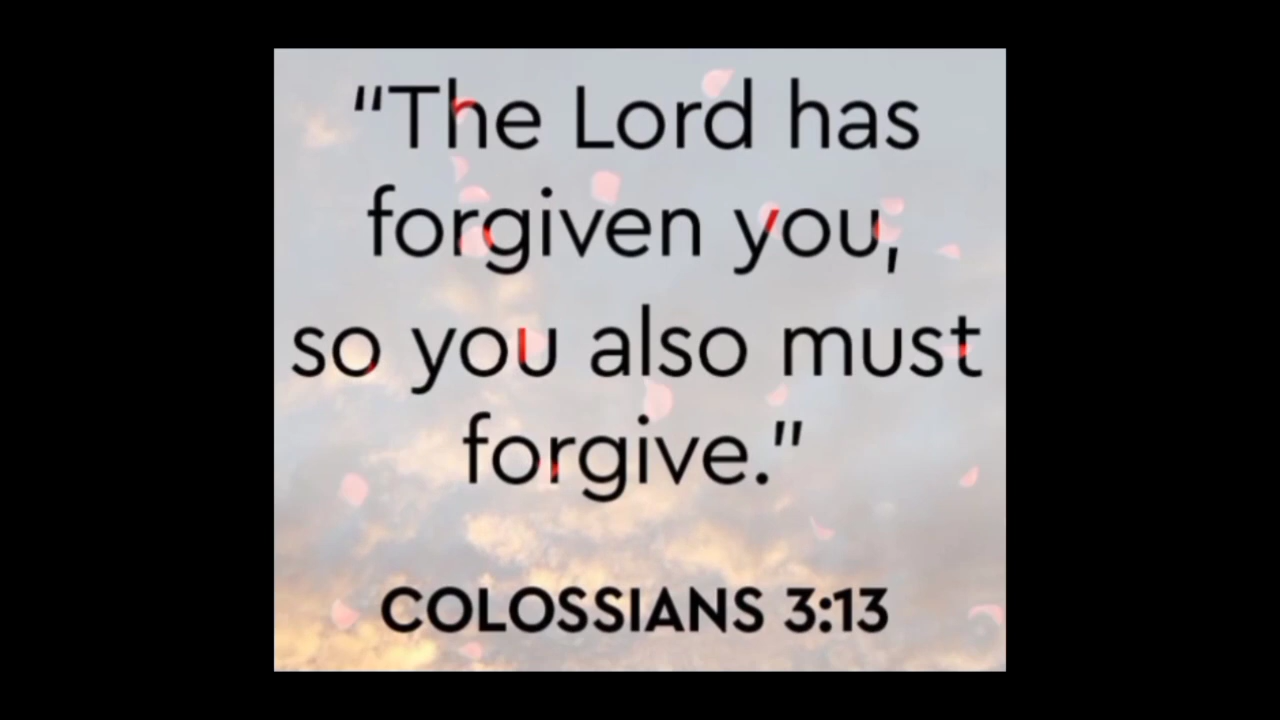 “The Lord has
forgiven you,
so you also must
forgive.”
COLOSSIANS 3:13